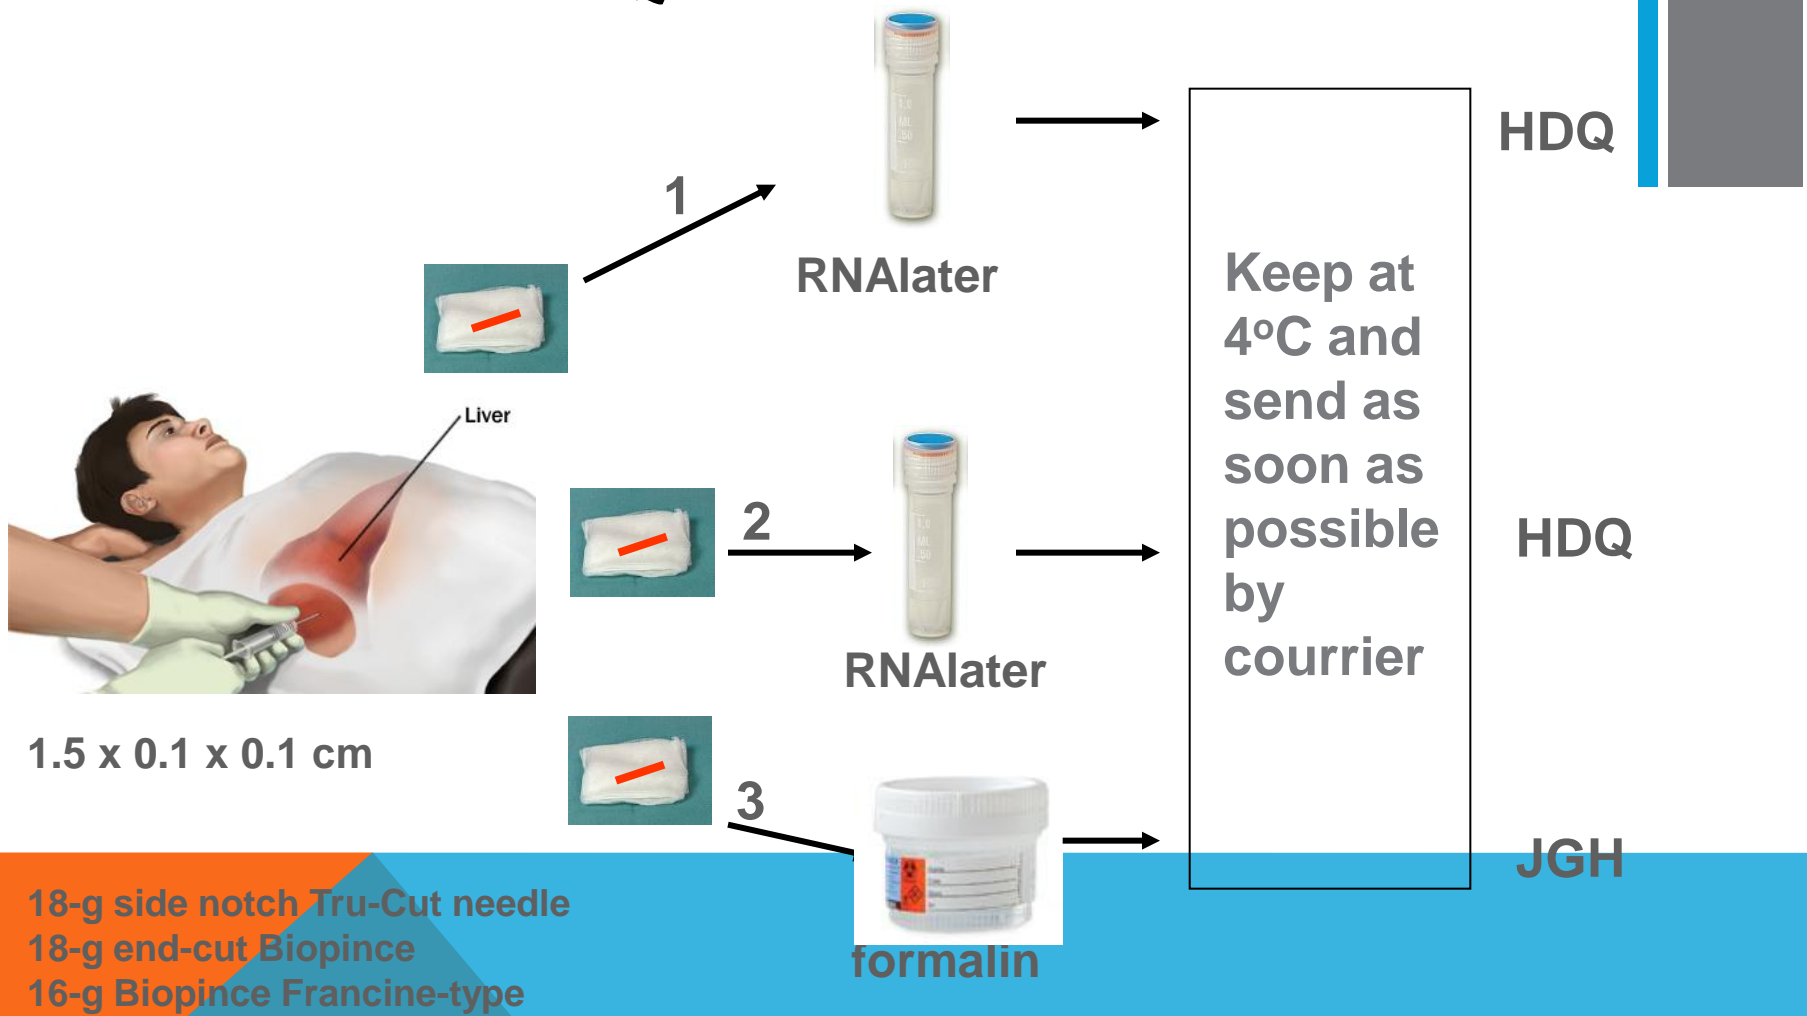 1
HDQ
RNAlater
Keep at
4ºC and
send as
soon as
possible
by
courrier
Liver
2
HDQ
RNAlater
1.5 x 0.1 x 0.1 cm
3
JGH
18-g side notch Tru-Cut needle
18-g end-cut Biopince
16-g Biopince Francine-type
formalin